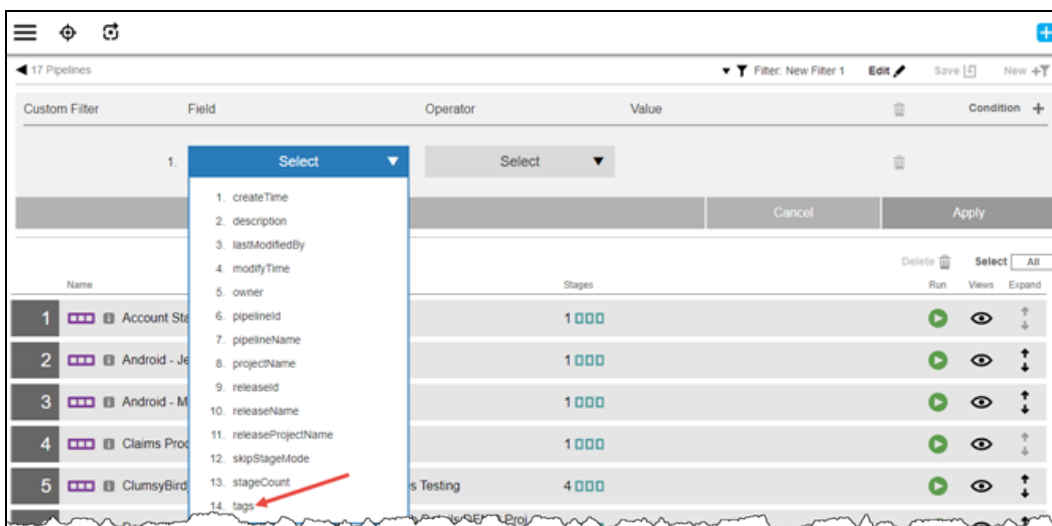 17 Pipelines
Filter: New Filter 1 Edit Save New
Custom Filter Field Operator Value Condition
1. Select Select
1. createTime
2. description
3. lastModifiedBy
4. modifyTime
5. owner
6. pipelineId
7. pipelineName
8. projectName
9. releaseId
10. releaseName
11. releaseProjectName
12. skipStageMode
13. stageCount
14. tags
Cancel Apply
Delete Select All
Name Stages Run Views Expand
1 Account Sta 1
2 Android - Je 1
3 Android - M 1
4 Claims Proc 1
5 ClumsyBird s Testing 4